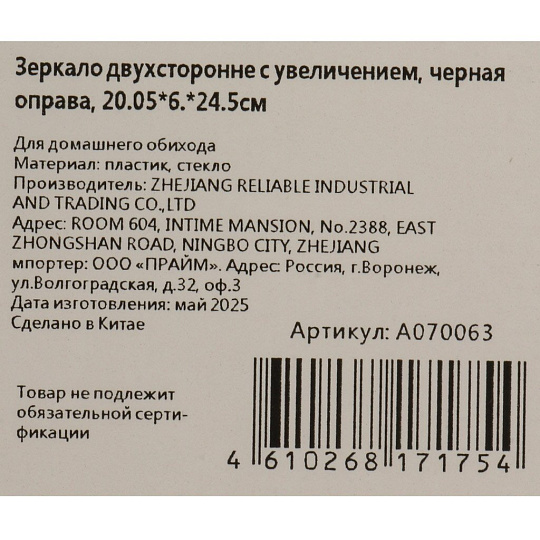 Зеркало двухсторонне с увеличением, черная
оправа, 20.05*6.*24.5см
Для домашнего обихода
Материал: пластик, стекло
Производитель: ZHEJIANG RELIABLE INDUSTRIAL
AND TRADING CO.,LTD
Адрес: ROOM 604, INTIME MANSION, No.2388, EAST
ZHONGSHAN ROAD, NINGBO CITY, ZHEJIANG
мпортер: ООО «ПРАЙМ». Адрес: Россия, г.Воронеж,
ул.Волгоградская, д.32, оф.3
Дата изготовления: май 2025
Сделано в Китае
Артикул: А070063
Товар не подлежит
обязательной серти-
фикации
4 610268 171754